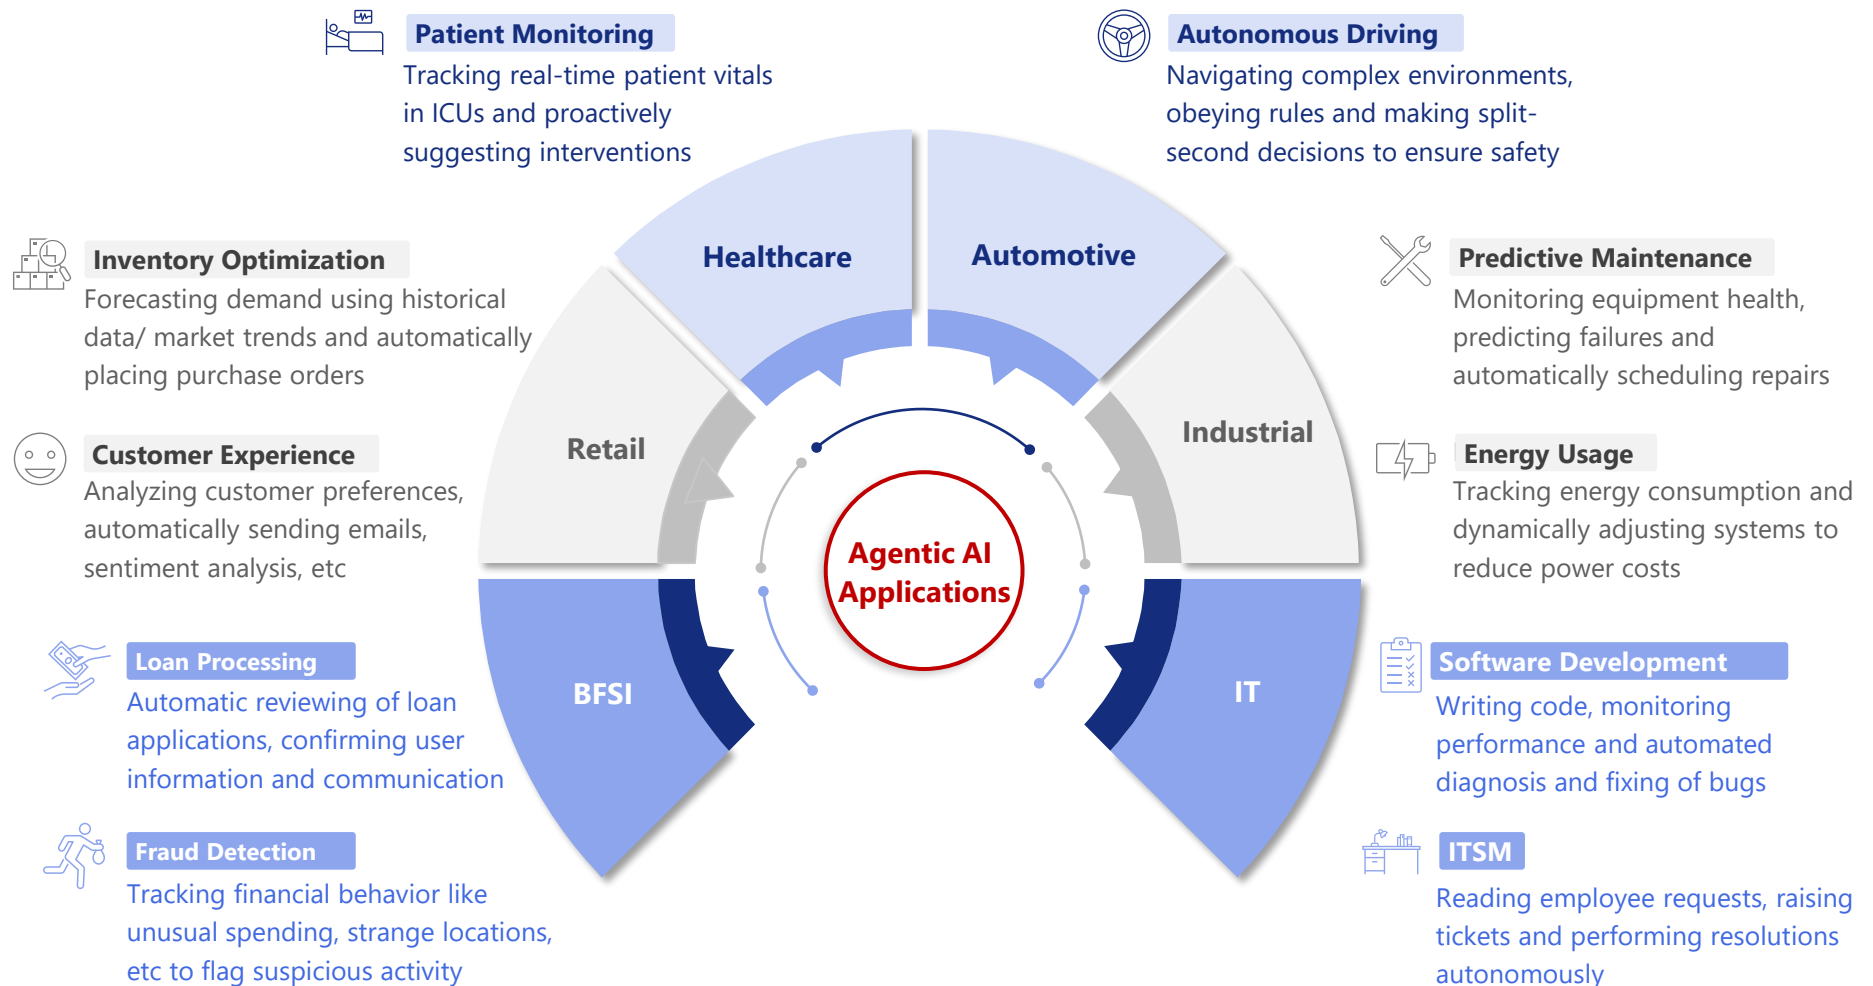 Patient Monitoring
Tracking real-time patient vitals
in ICUs and proactively
suggesting interventions
Autonomous Driving
Navigating complex environments,
obeying rules and making split-
second decisions to ensure safety
Inventory Optimization
Forecasting demand using historical
data/ market trends and automatically
placing purchase orders
Customer Experience
Analyzing customer preferences,
automatically sending emails,
sentiment analysis, etc
Loan Processing
Automatic reviewing of loan
applications, confirming user
information and communication
Fraud Detection
Tracking financial behavior like
unusual spending, strange locations,
etc to flag suspicious activity
Healthcare
Automotive
Retail
Industrial
BFSI
IT
Agentic AI
Applications
Predictive Maintenance
Monitoring equipment health,
predicting failures and
automatically scheduling repairs
Energy Usage
Tracking energy consumption and
dynamically adjusting systems to
reduce power costs
Software Development
Writing code, monitoring
performance and automated
diagnosis and fixing of bugs
ITSM
Reading employee requests, raising
tickets and performing resolutions
autonomously